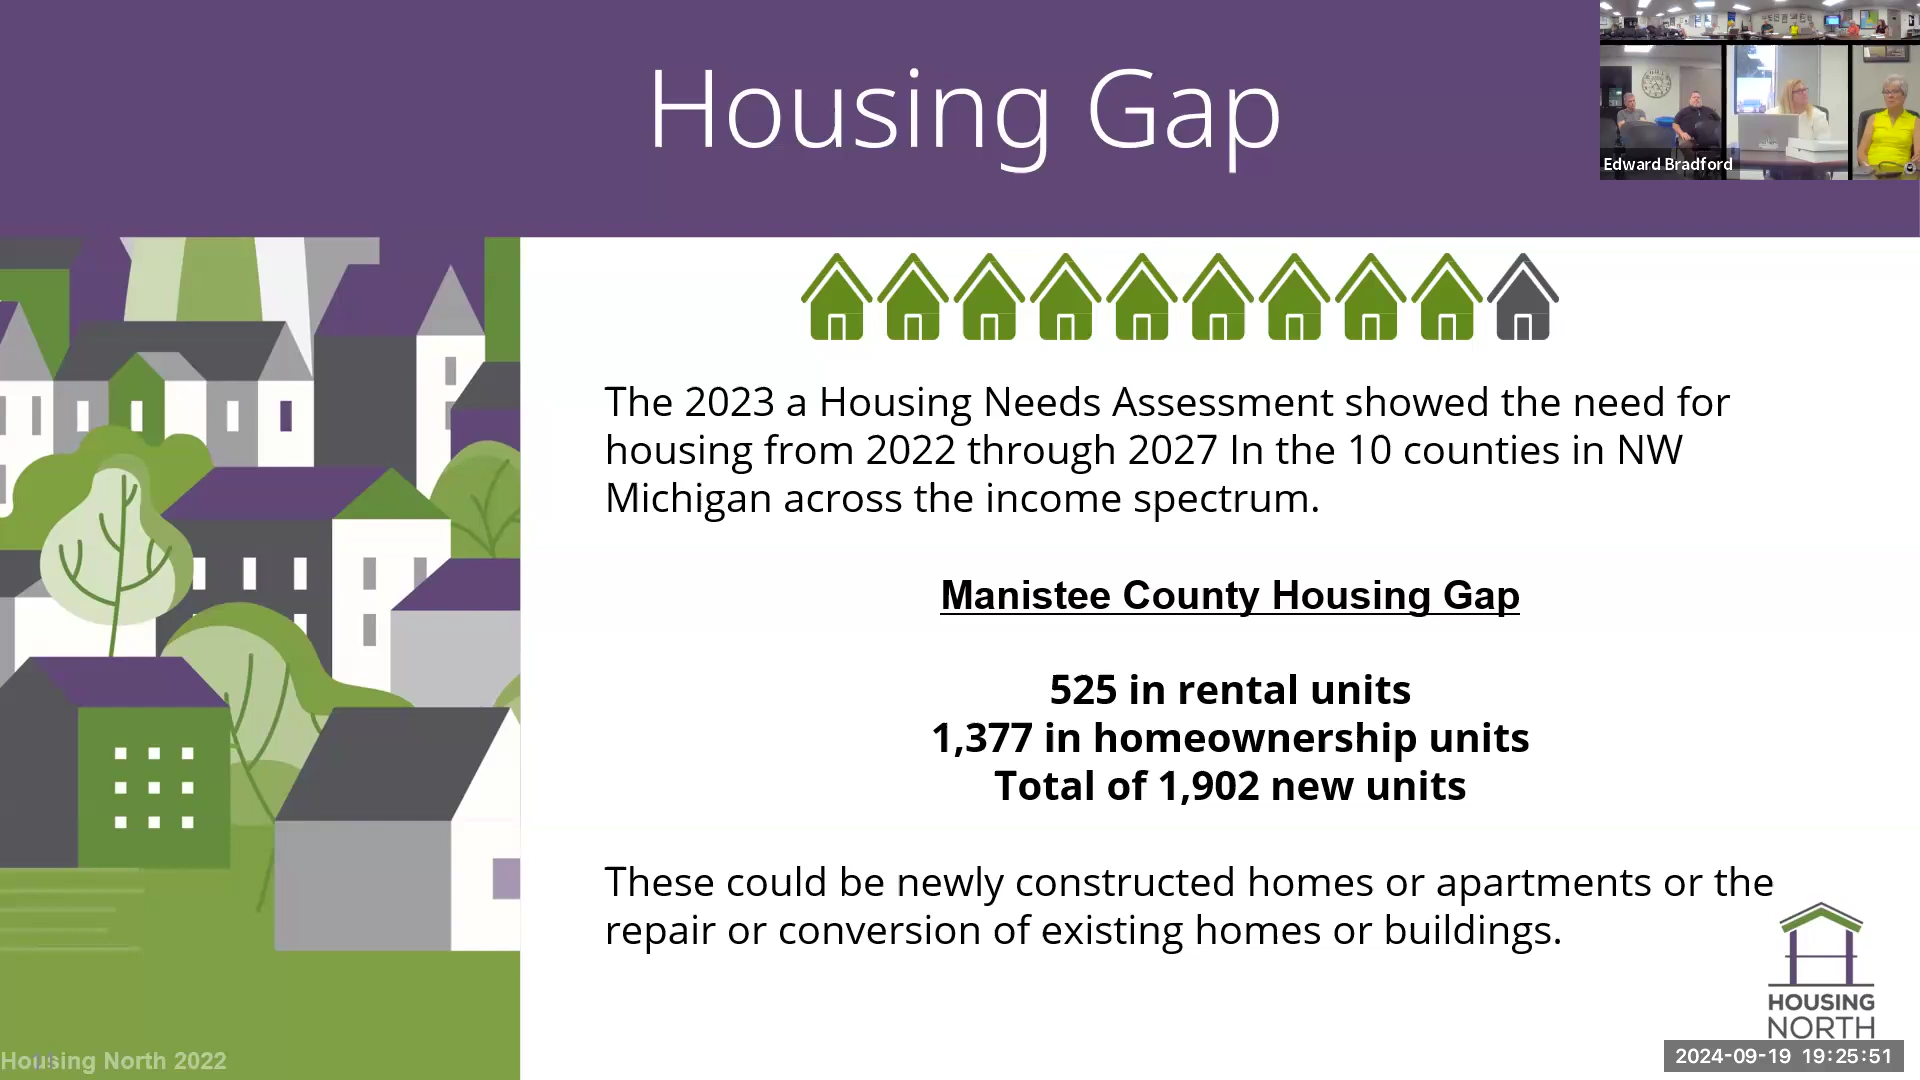 Housing Gap
Edward Bradford
The 2023 a Housing Needs Assessment showed the need for
housing from 2022 through 2027 In the 10 counties in NW
Michigan across the income spectrum.
Manistee County Housing Gap
525 in rental units
1,377 in homeownership units
Total of 1,902 new units
These could be newly constructed homes or apartments or the
repair or conversion of existing homes or buildings.
HOUSING
NORTH
Housing North 2022
2024-09-19 19:25:51